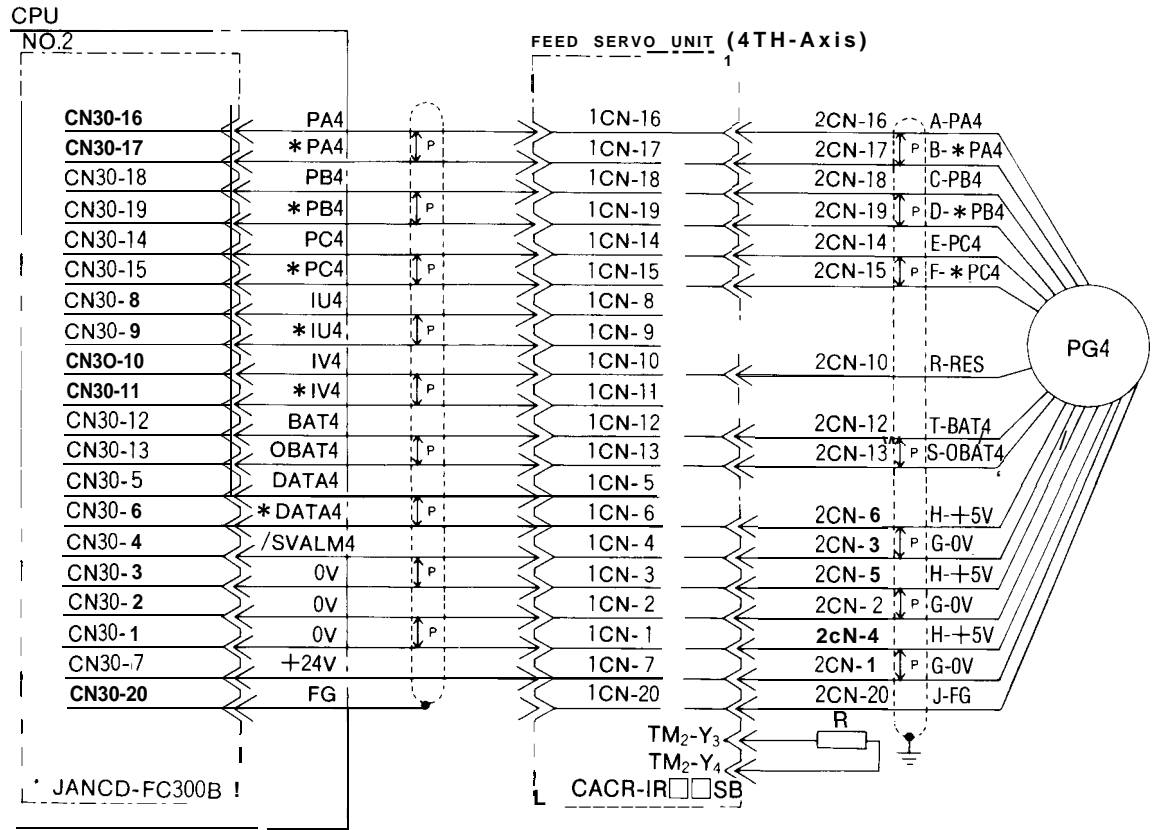 CPU
NO.2
FEED SERVO UNIT (4TH-Axis)
1
CN30-16 PA4 P 1CN-16 2CN-16 P A-PA4
CN30-17 *PA4 1CN-17 2CN-17 B-*PA4
CN30-18 PB4 P 1CN-18 2CN-18 P C-PB4
CN30-19 *PB4 1CN-19 2CN-19 D-*PB4
CN30-14 PC4 P 1CN-14 2CN-14 P E-PC4
CN30-15 *PC4 1CN-15 2CN-15 F-*PC4
CN30-8 IU4 P 1CN-8
CN30-9 *IU4 1CN-9
PG4
CN3O-10 IV4 P 1CN-10 2CN-10 R-RES
CN30-11 *IV4 1CN-11
CN30-12 BAT4 P 1CN-12 2CN-12 P T-BAT4
CN30-13 OBAT4 1CN-13 2CN-13 S-OBAT4
CN30-5 DATA4 P 1CN-5
CN30-6 *DATA4 1CN-6 2CN-6 P H-+5V
CN30-4 /SVALM4 P 1CN-4 2CN-3 G-0V
CN30-3 0V 1CN-3 2CN-5 P H-+5V
CN30-2 0V P 1CN-2 2CN-2 G-0V
CN30-1 0V 1CN-1 2cN-4 P H-+5V
CN30-7 +24V 1CN-7 2CN-1 G-0V
CN30-20 FG 1CN-20 2CN-20 J-FG
R
TM2-Y3
TM2-Y4
JANCD-FC300B !
CACR-IR□□SB